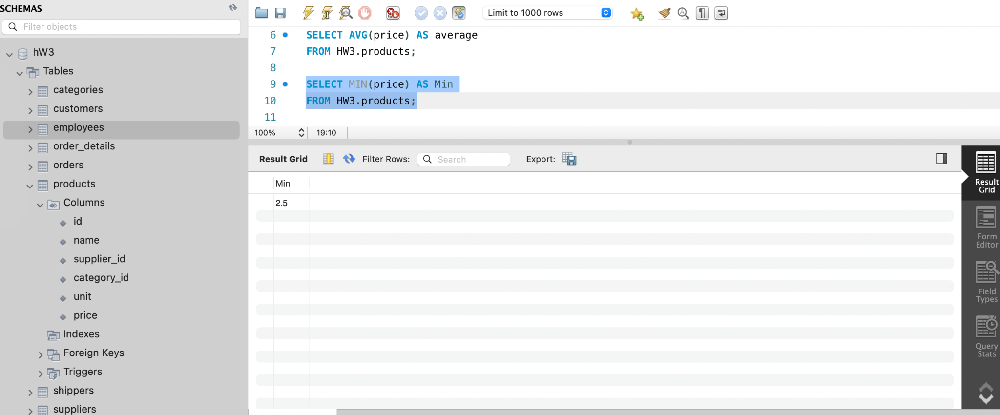 SCHEMAS
Filter objects
hW3
Tables
categories
customers
employees
order_details
orders
products
Columns
id
name
supplier_id
category_id
unit
price
Indexes
Foreign Keys
Triggers
shippers
suppliers
Limit to 1000 rows
6 SELECT AVG(price) AS average
7 FROM HW3.products;
8
9 SELECT MIN(price) AS Min
10 FROM HW3.products;
11
100% 19:10
Result Grid Filter Rows: Search Export:
Min
2.5
Result
Grid
Form
Editor
Field
Types
Query
Stats